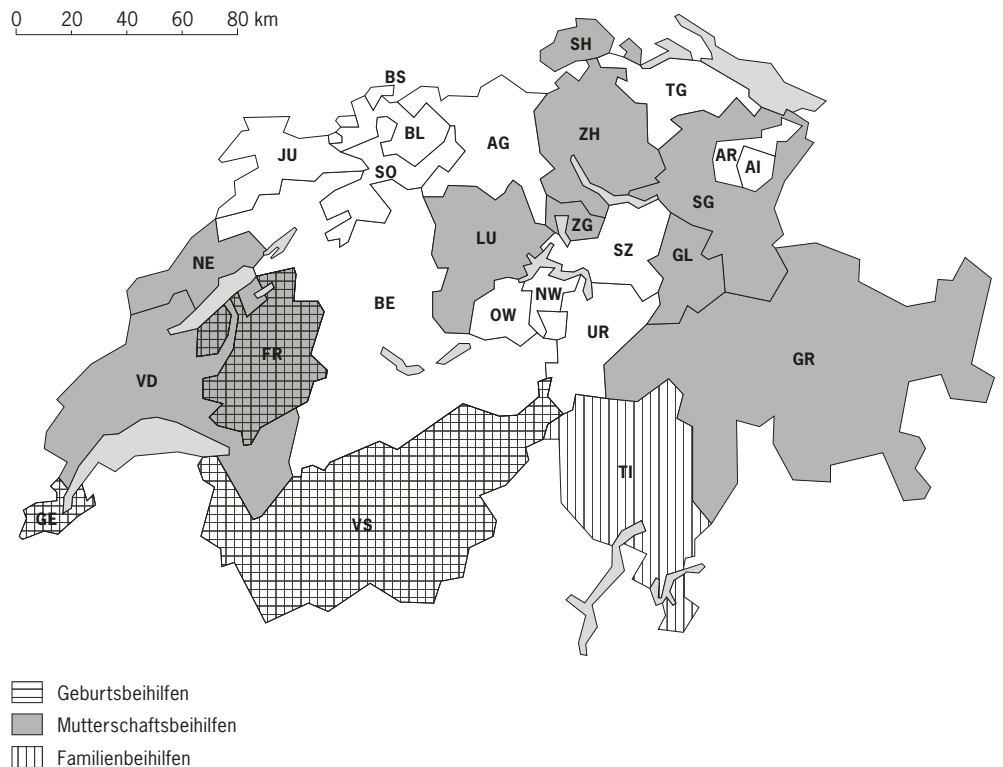 0 20 40 60 80 km
SH
BS
TG
BL
ZH
AG
JU
AR
AI
SO
SG
ZG
LU
SZ
GL
NE
NW
BE
OW
UR
FR
GR
VD
TI
GE
VS
Geburtsbeihilfen
Mutterschaftsbeihilfen
Familienbeihilfen